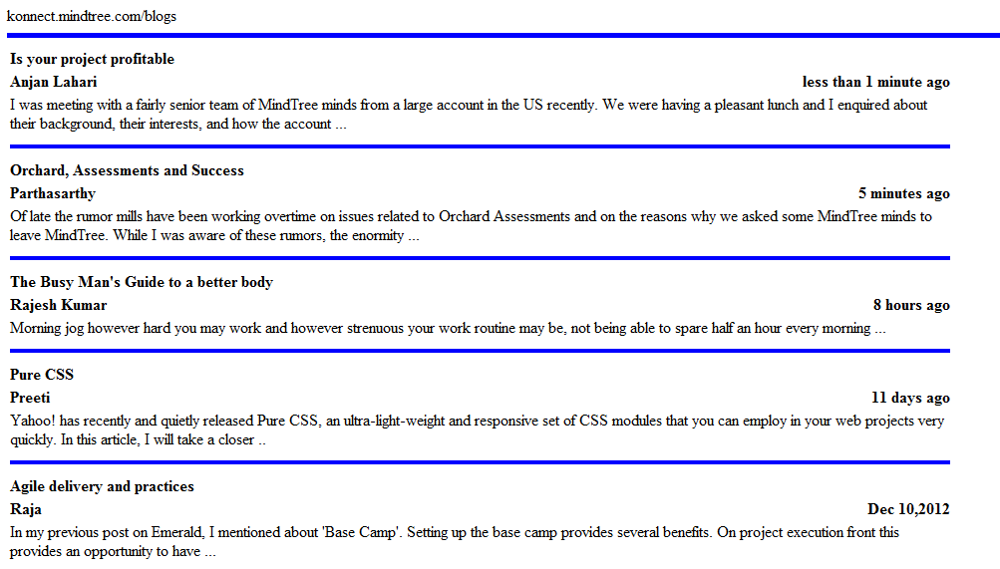 konnect.mindtree.com/blogs
Is your project profitable
Anjan Lahari less than 1 minute ago
I was meeting with a fairly senior team of MindTree minds from a large account in the US recently. We were having a pleasant lunch and I enquired about
their background, their interests, and how the account ...
Orchard, Assessments and Success
Parthasarthy 5 minutes ago
Of late the rumor mills have been working overtime on issues related to Orchard Assessments and on the reasons why we asked some MindTree minds to
leave MindTree. While I was aware of these rumors, the enormity ...
The Busy Man's Guide to a better body
Rajesh Kumar 8 hours ago
Morning jog however hard you may work and however strenuous your work routine may be, not being able to spare half an hour every morning ...
Pure CSS
Preeti 11 days ago
Yahoo! has recently and quietly released Pure CSS, an ultra-light-weight and responsive set of CSS modules that you can employ in your web projects very
quickly. In this article, I will take a closer ..
Agile delivery and practices
Raja Dec 10,2012
In my previous post on Emerald, I mentioned about 'Base Camp'. Setting up the base camp provides several benefits. On project execution front this
provides an opportunity to have ...